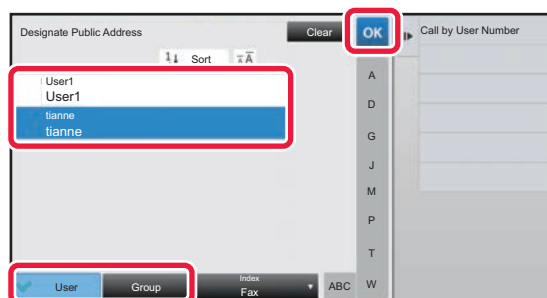 Designate Public Address
Clear
OK
Call by User Number
Sort
User1
User1
tianne
tianne
A
D
G
J
M
P
T
W
User
Group
Index
Fax
ABC